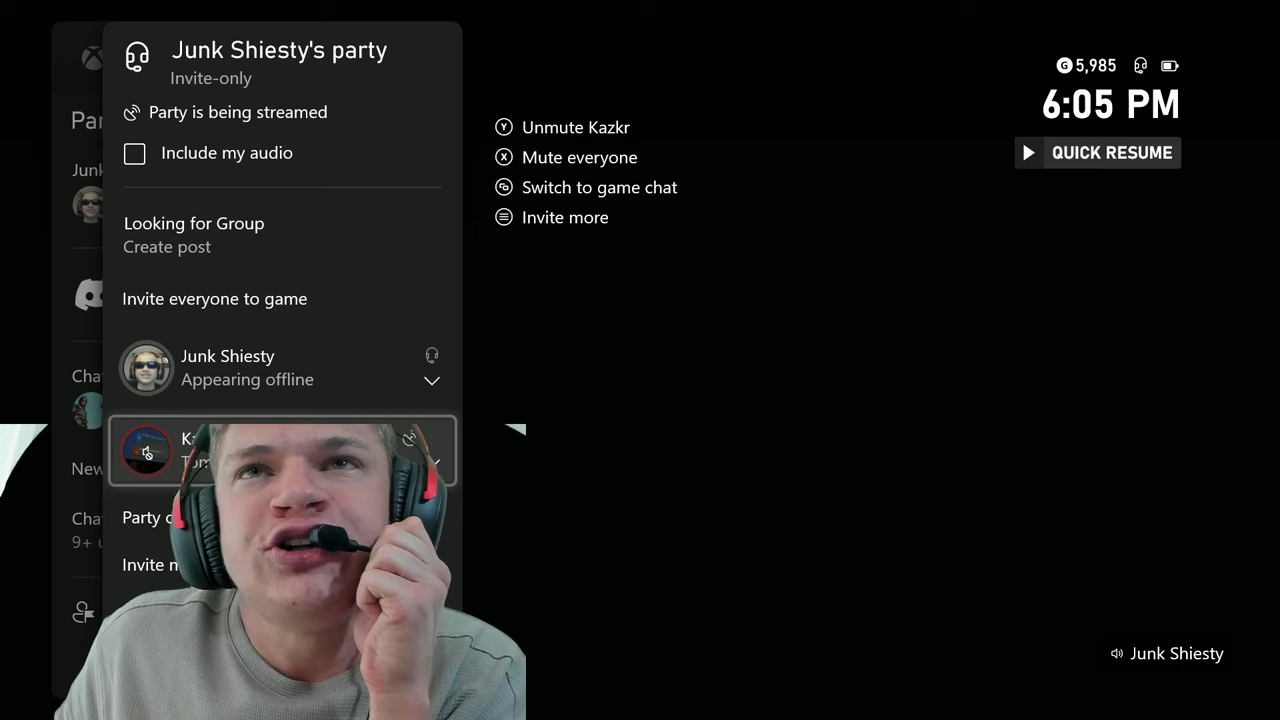 Junk Shiesty's party
Invite-only
Party is being streamed
Include my audio
Looking for Group
Create post
Invite everyone to game
Junk Shiesty
Appearing offline
Party
Invite
Unmute Kazkr
Mute everyone
Switch to game chat
Invite more
G 5,985
6:05 PM
QUICK RESUME
Junk Shiesty